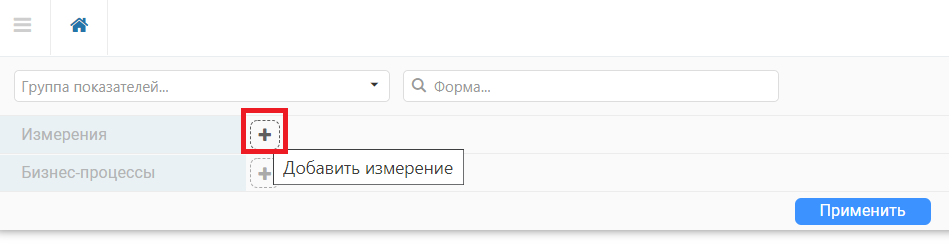 Группа показателей...
Форма...
Измерения
Добавить измерение
Бизнес-процессы
Применить